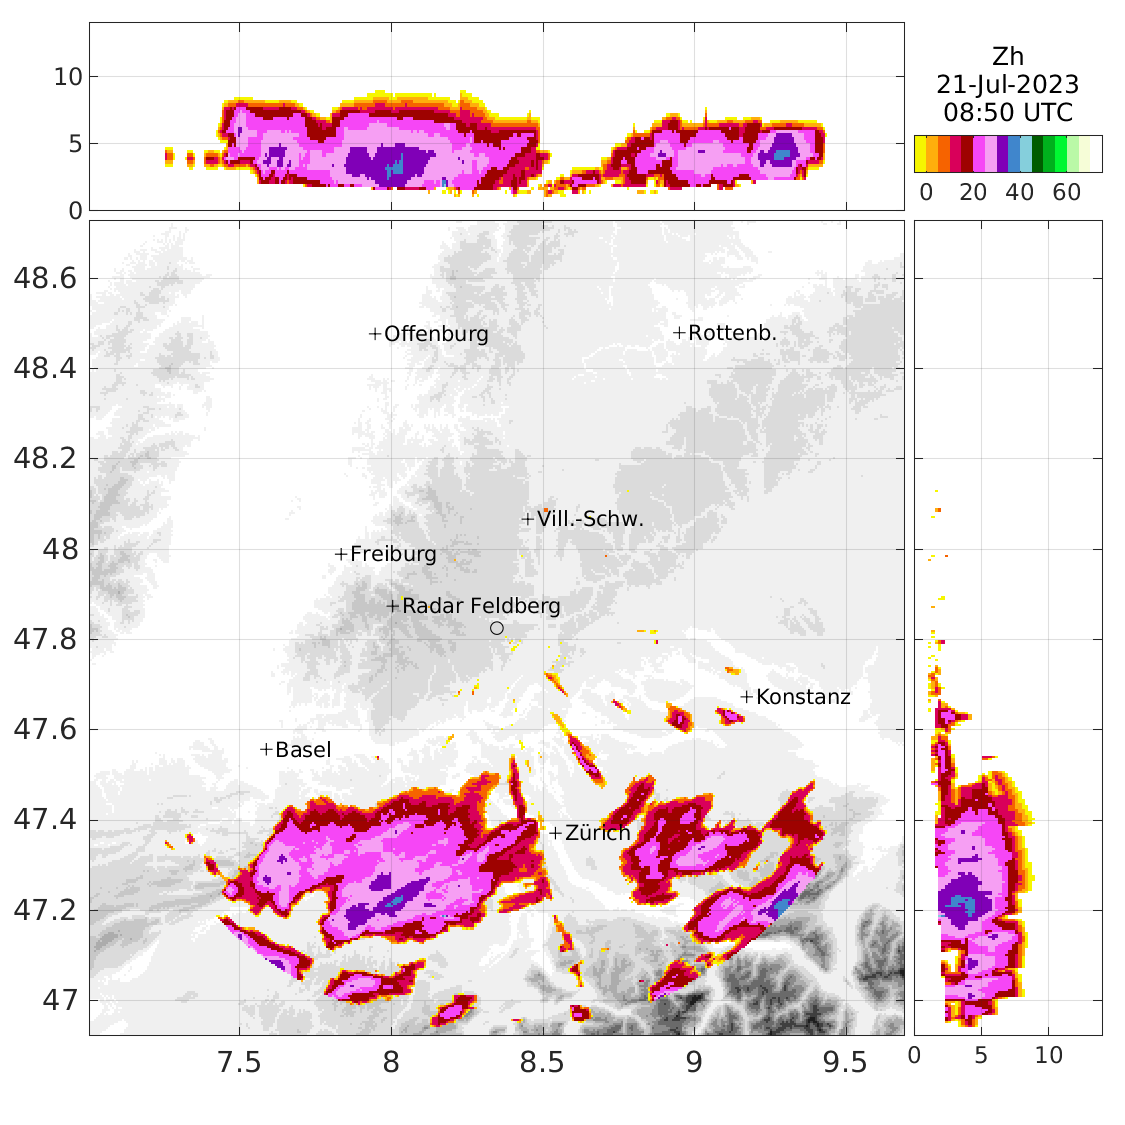 10
5
0
Zh
21-Jul-2023
08:50 UTC
0 20 40 60
48.6
48.4
48.2
48
47.8
47.6
47.4
47.2
47
+Offenburg
+Rottenb.
+Vill.-Schw.
+Freiburg
+Radar Feldberg
+Konstanz
+Basel
+Zürich
7.5 8 8.5 9 9.5
0 5 10